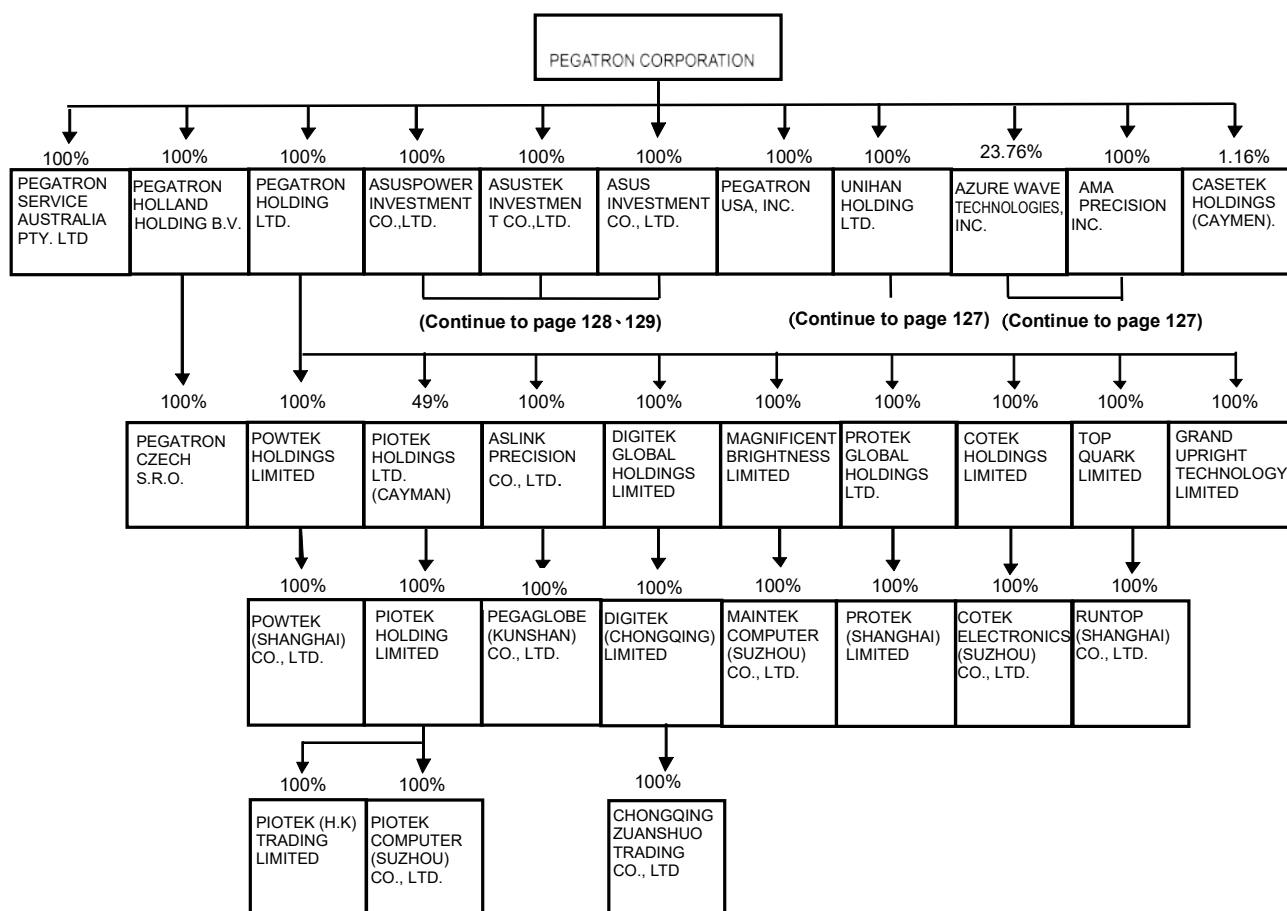 PEGATRON CORPORATION
100%
100%
100%
100%
100%
100%
100%
100%
23.76%
100%
1.16%
PEGATRON
SERVICE
AUSTRALIA
PTY. LTD
PEGATRON
HOLLAND
HOLDING B.V.
PEGATRON
HOLDING
LTD.
ASUSPOWER
INVESTMENT
CO.,LTD.
ASUSTEK
INVESTMEN
T CO.,LTD.
ASUS
INVESTMENT
CO., LTD.
PEGATRON
USA, INC.
UNIHAN
HOLDING
LTD.
AZURE WAVE
TECHNOLOGIES,
INC.
AMA
PRECISION
INC.
CASETEK
HOLDINGS
(CAYMEN).
(Continue to page 128、129)
(Continue to page 127)
(Continue to page 127)
100%
100%
49%
100%
100%
100%
100%
100%
100%
100%
PEGATRON
CZECH
S.R.O.
POWTEK
HOLDINGS
LIMITED
PIOTEK
HOLDINGS
LTD.
(CAYMAN)
ASLINK
PRECISION
CO., LTD.
DIGITEK
GLOBAL
HOLDINGS
LIMITED
MAGNIFICENT
BRIGHTNESS
LIMITED
PROTEK
GLOBAL
HOLDINGS
LTD.
COTEK
HOLDINGS
LIMITED
TOP
QUARK
LIMITED
GRAND
UPRIGHT
TECHNOLOGY
LIMITED
100%
100%
100%
100%
100%
100%
100%
100%
POWTEK
(SHANGHAI)
CO., LTD.
PIOTEK
HOLDING
LIMITED
PEGAGLOBE
(KUNSHAN)
CO., LTD.
DIGITEK
(CHONGQING)
LIMITED
MAINTEK
COMPUTER
(SUZHOU)
CO., LTD.
PROTEK
(SHANGHAI)
LIMITED
COTEK
ELECTRONICS
(SUZHOU)
CO., LTD.
RUNTOP
(SHANGHAI)
CO., LTD.
100%
100%
100%
PIOTEK (H.K)
TRADING
LIMITED
PIOTEK
COMPUTER
(SUZHOU)
CO., LTD.
CHONGQING
ZUANSHUO
TRADING
CO., LTD